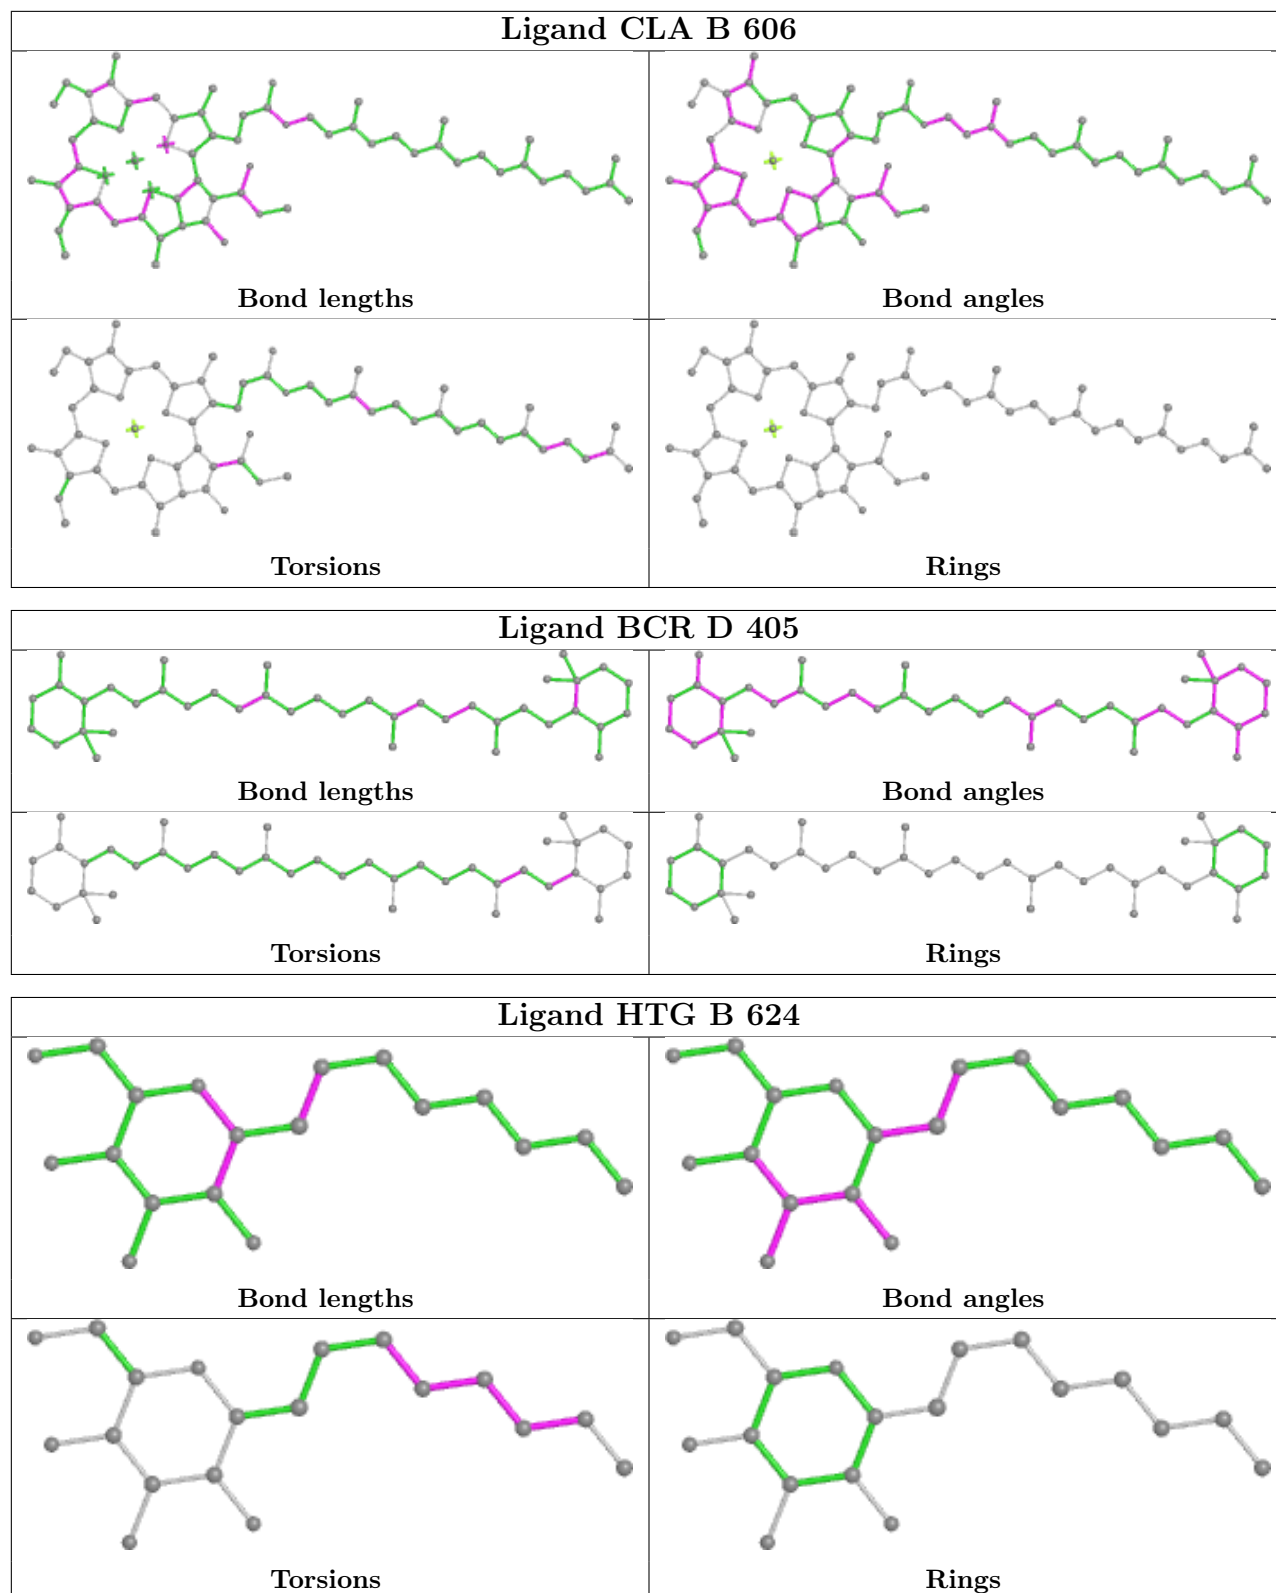 Ligand CLA B 606
Bond lengths
Bond angles
Torsions
Rings
Ligand BCR D 405
Bond lengths
Bond angles
Torsions
Rings
Ligand HTG B 624
Bond lengths
Bond angles
Torsions
Rings